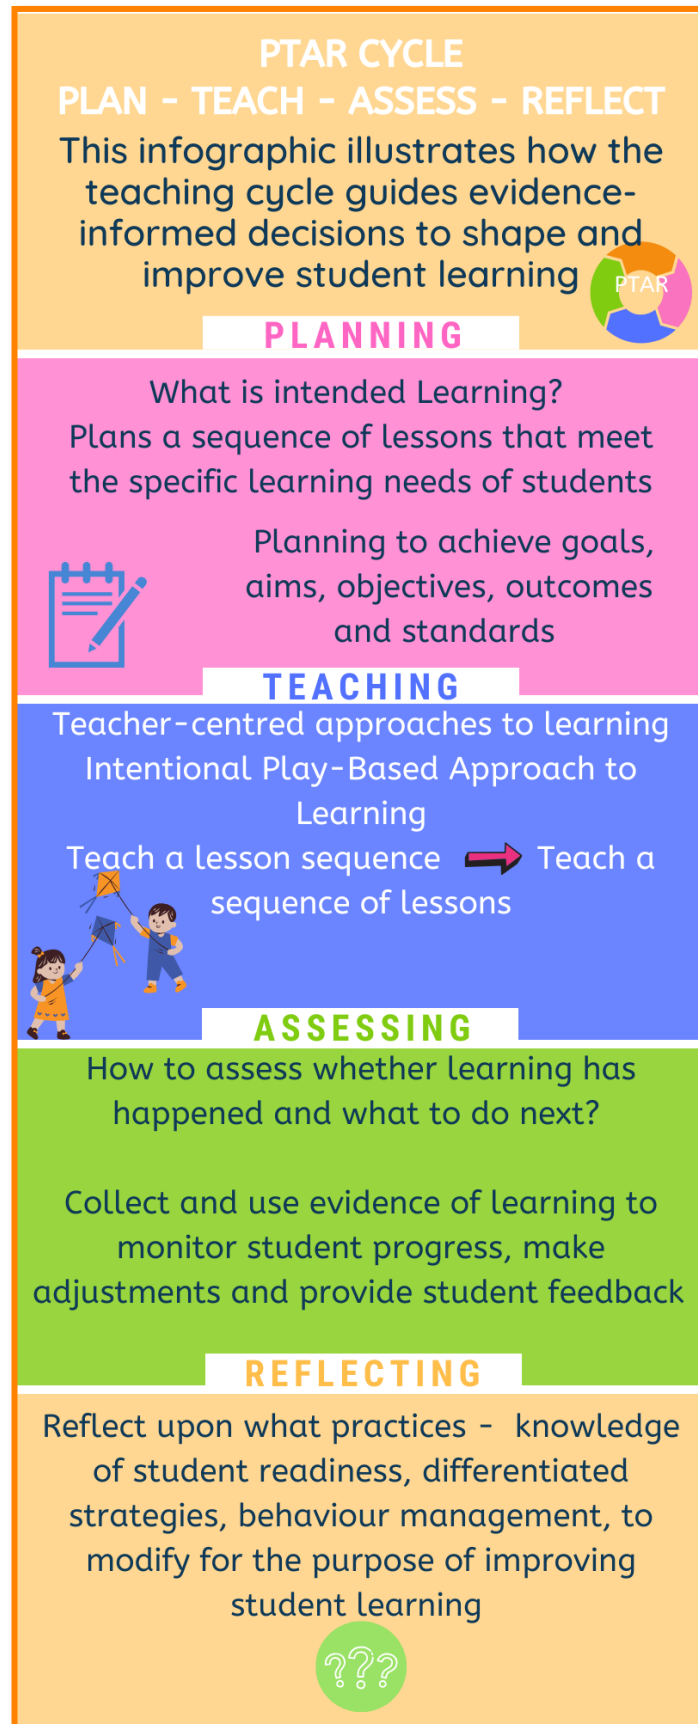 PTAR CYCLE
PLAN - TEACH - ASSESS - REFLECT
This infographic illustrates how the
teaching cycle guides evidence-
informed decisions to shape and
improve student learning
PTAR
PLANNING
What is intended Learning?
Plans a sequence of lessons that meet
the specific learning needs of students
Planning to achieve goals,
aims, objectives, outcomes
and standards
TEACHING
Teacher-centred approaches to learning
Intentional Play-Based Approach to
Learning
Teach a lesson sequence Teach a
sequence of lessons
ASSESSING
How to assess whether learning has
happened and what to do next?
Collect and use evidence of learning to
monitor student progress, make
adjustments and provide student feedback
REFLECTING
Reflect upon what practices - knowledge
of student readiness, differentiated
strategies, behaviour management, to
modify for the purpose of improving
student learning
???